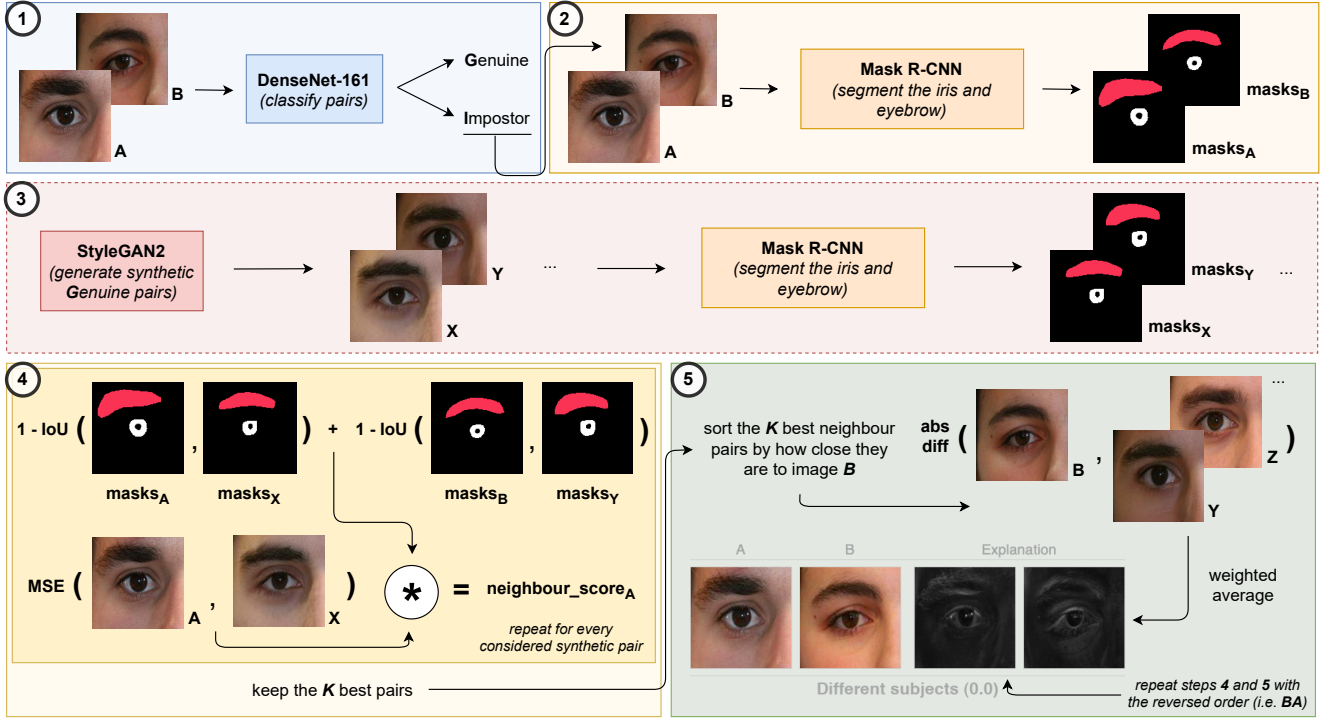 1
B
A
DenseNet-161
(classify pairs)
Genuine
Impostor
2
B
A
Mask R-CNN
(segment the iris and
eyebrow)
masksB
masksA
3
StyleGAN2
(generate synthetic
Genuine pairs)
Y
X
...
Mask R-CNN
(segment the iris and
eyebrow)
masksY
masksX
...
4
1 - IoU ( , ) + 1 - IoU ( , )
masksA
masksX
masksB
masksY
MSE ( A , X ) * = neighbour_scoreA
repeat for every
considered synthetic pair
keep the K best pairs
5
sort the K best neighbour
pairs by how close they
are to image B
abs
diff ( B , Y Z ... )
weighted
average
A B Explanation
Different subjects (0.0)
repeat steps 4 and 5 with
the reversed order (i.e. BA)